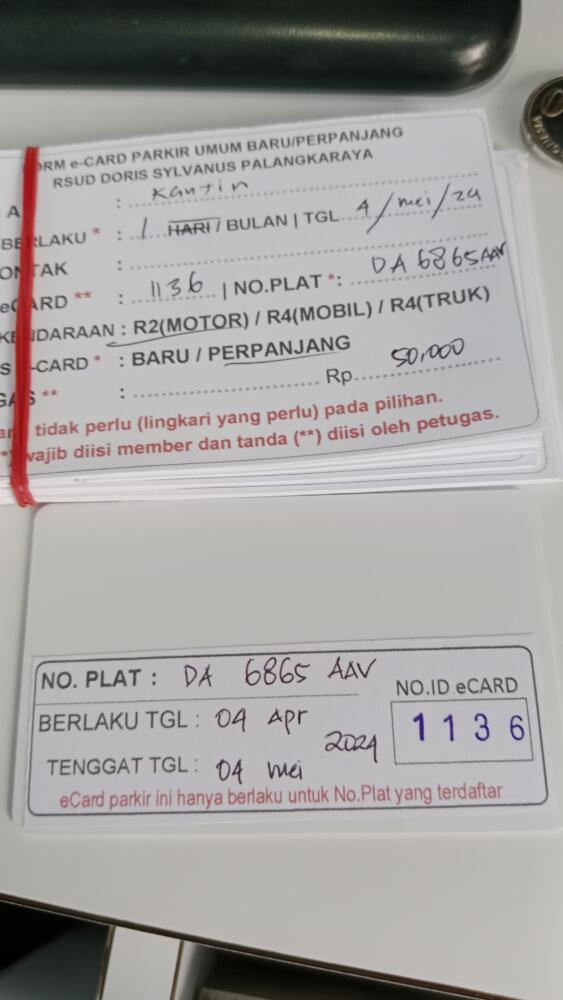 ORM e-CARD PARKIR UMUM BARU/PERPANJANG
RSUD DORIS SYLVANUS PALANGKARAYA
A : Kantin
BERLAKU * : 1 HARI / BULAN | TGL 4/mei/24
ONTAK :
eCARD ** : 1136 | NO.PLAT *: DA 6865 AAV
KENDARAAN : R2(MOTOR) / R4(MOBIL) / R4(TRUK)
S -CARD * : BARU / PERPANJANG
GAS ** : Rp 50.000
tidak perlu (lingkari yang perlu) pada pilihan.
*) wajib diisi member dan tanda (**) diisi oleh petugas.
NO. PLAT : DA 6865 AAV
NO.ID.eCARD
BERLAKU TGL : 04 Apr
1136
2024
TENGGAT TGL : 04 mei
eCard parkir ini hanya berlaku untuk No.Plat yang terdaftar